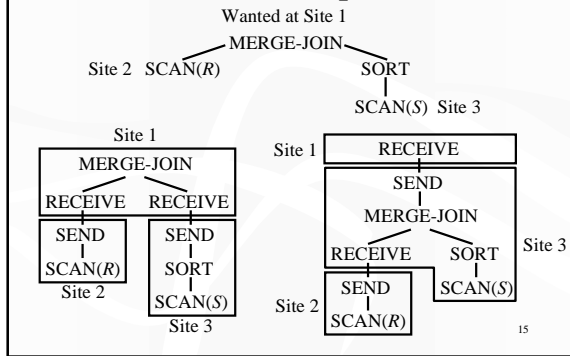 Wanted at Site 1
MERGE-JOIN
Site 2 SCAN(R) SORT
SCAN(S) Site 3
Site 1
MERGE-JOIN
RECEIVE RECEIVE
SEND SEND
SCAN(R) SORT
Site 2 SCAN(S)
Site 3
Site 1 RECEIVE
SEND
MERGE-JOIN
Site 3
RECEIVE SORT
SEND SCAN(S)
Site 2
SCAN(R)
15